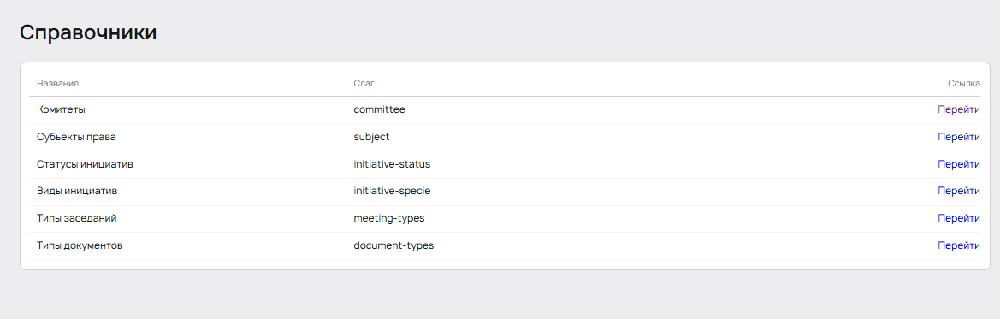 Справочники
Название Слаг Ссылка
Комитеты committee Перейти
Субъекты права subject Перейти
Статусы инициатив initiative-status Перейти
Виды инициатив initiative-specie Перейти
Типы заседаний meeting-types Перейти
Типы документов document-types Перейти